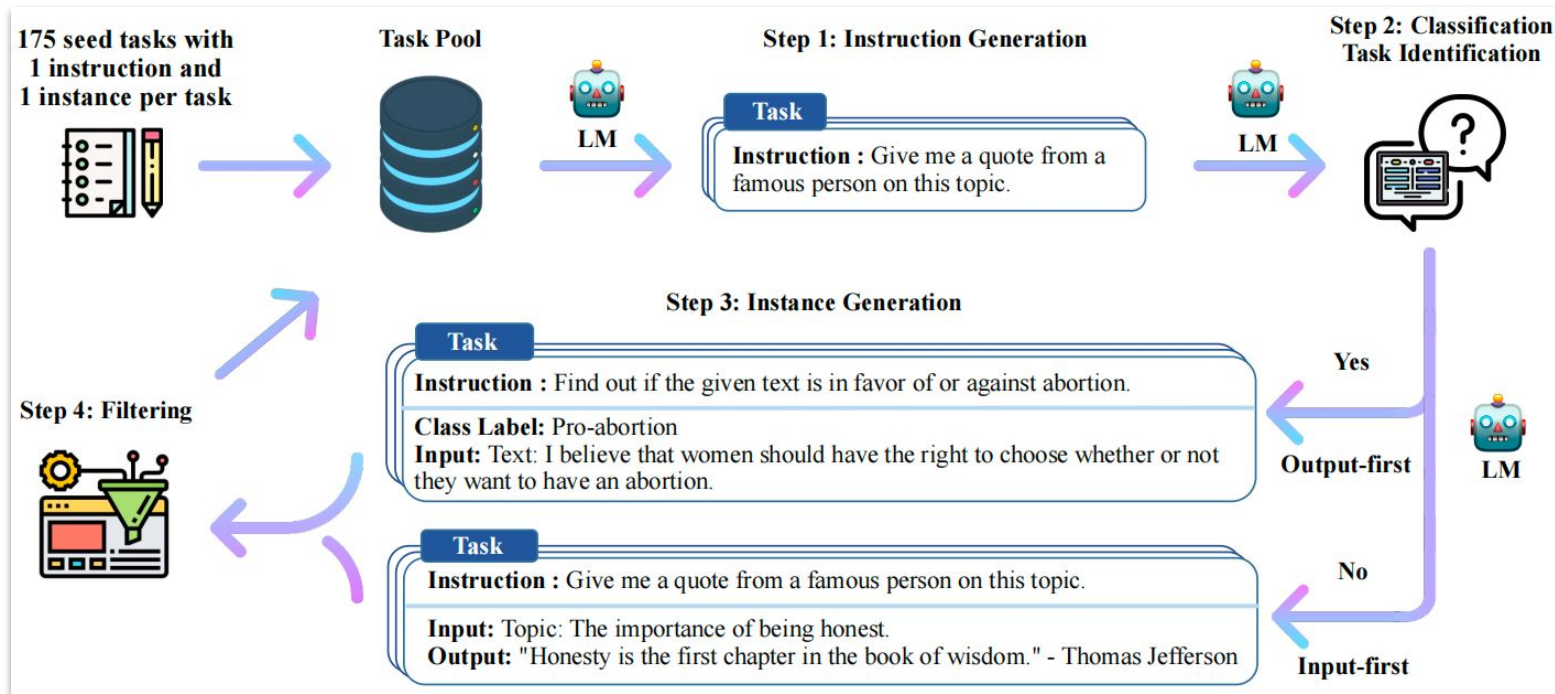 175 seed tasks with
1 instruction and
1 instance per task
Task Pool
Step 1: Instruction Generation
Step 2: Classification
Task Identification
LM
Task
Instruction : Give me a quote from a
famous person on this topic.
LM
Step 3: Instance Generation
Task
Instruction : Find out if the given text is in favor of or against abortion.
Class Label: Pro-abortion
Input: Text: I believe that women should have the right to choose whether or not
they want to have an abortion.
Yes
Output-first
LM
Step 4: Filtering
Task
Instruction : Give me a quote from a famous person on this topic.
Input: Topic: The importance of being honest.
Output: "Honesty is the first chapter in the book of wisdom." - Thomas Jefferson
No
Input-first